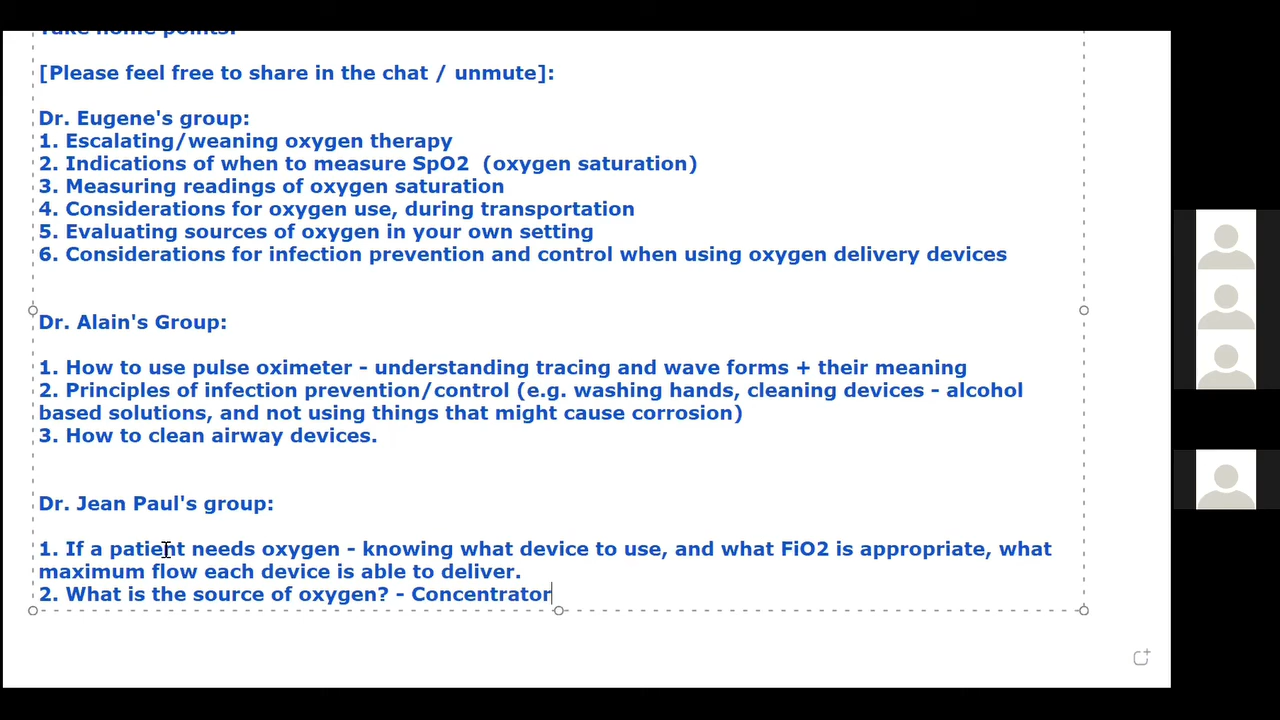 Take home points:
[Please feel free to share in the chat / unmute]:
Dr. Eugene's group:
1. Escalating/weaning oxygen therapy
2. Indications of when to measure SpO2  (oxygen saturation)
3. Measuring readings of oxygen saturation
4. Considerations for oxygen use, during transportation
5. Evaluating sources of oxygen in your own setting
6. Considerations for infection prevention and control when using oxygen delivery devices
Dr. Alain's Group:
1. How to use pulse oximeter - understanding tracing and wave forms + their meaning
2. Principles of infection prevention/control (e.g. washing hands, cleaning devices - alcohol
based solutions, and not using things that might cause corrosion)
3. How to clean airway devices.
Dr. Jean Paul's group:
1. If a patient needs oxygen - knowing what device to use, and what FiO2 is appropriate, what
maximum flow each device is able to deliver.
2. What is the source of oxygen? - Concentrator